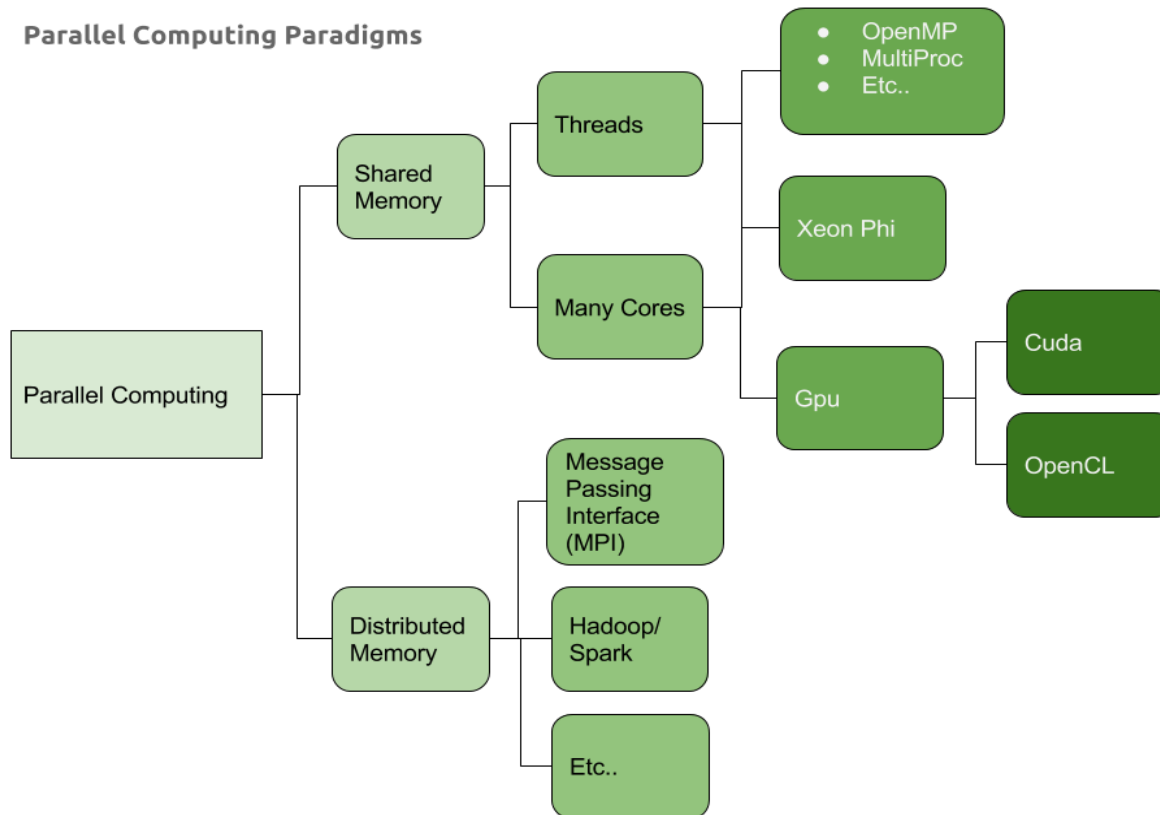 Parallel Computing Paradigms
● OpenMP
● MultiProc
● Etc..
Threads
Shared
Memory
Xeon Phi
Many Cores
Cuda
Parallel Computing
Gpu
OpenCL
Message
Passing
Interface
(MPI)
Distributed
Memory
Hadoop/
Spark
Etc..